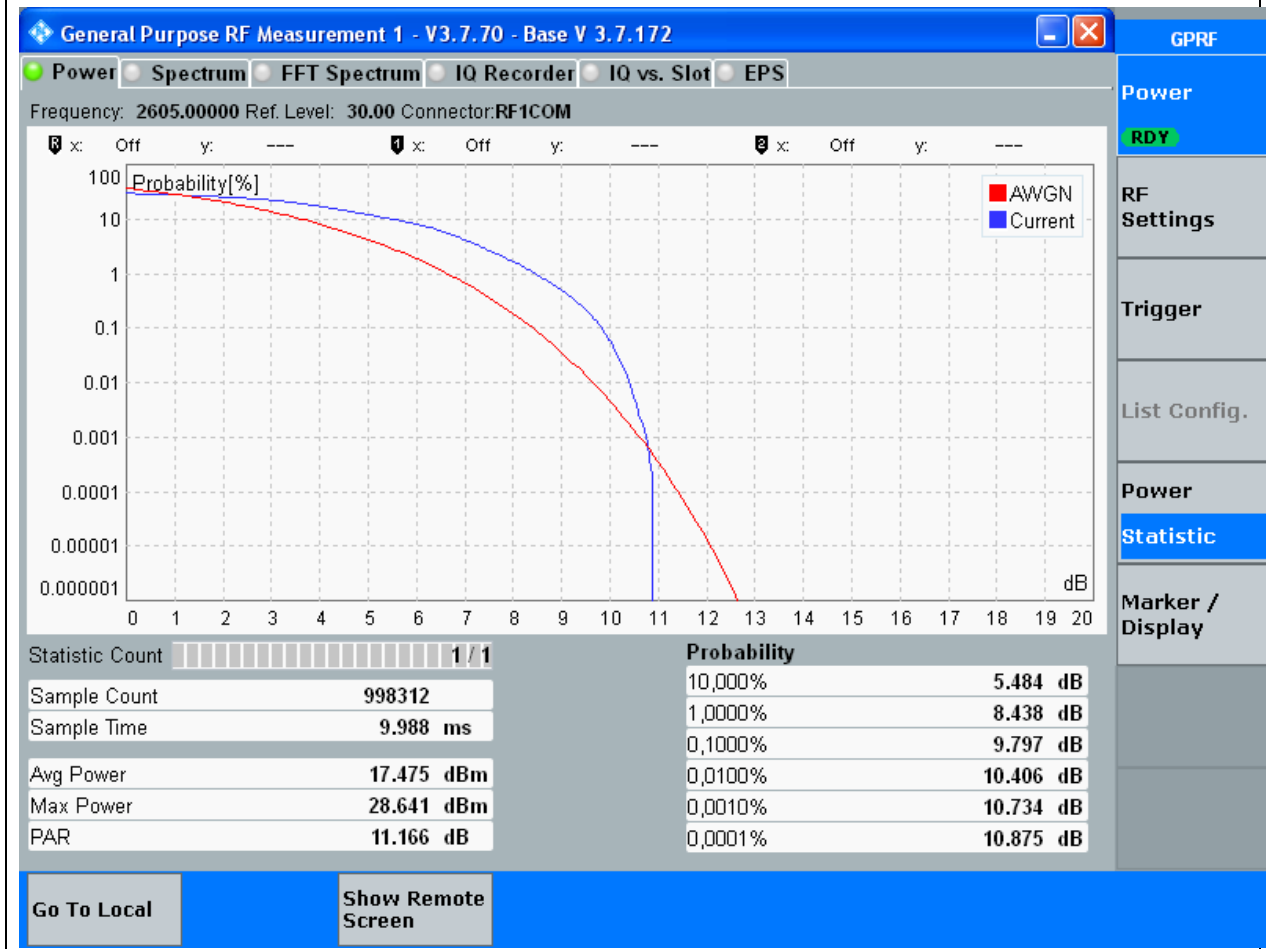 General Purpose RF Measurement 1 - V3.7.70 - Base V 3.7.172
GPRF
Power Spectrum FFT Spectrum IQ Recorder IQ vs. Slot EPS
Frequency: 2605.00000 Ref. Level: 30.00 Connector:RF1COM
R x: Off y: --- 1 x: Off y: --- 2 x: Off y: ---
Probability[%]
AWGN
Current
100
10
1
0.1
0.01
0.001
0.0001
0.00001
0.000001
dB
0 1 2 3 4 5 6 7 8 9 10 11 12 13 14 15 16 17 18 19 20
Statistic Count 1 / 1
Sample Count 998312
Sample Time 9.988 ms
Avg Power 17.475 dBm
Max Power 28.641 dBm
PAR 11.166 dB
Probability
10,000% 5.484 dB
1,0000% 8.438 dB
0,1000% 9.797 dB
0,0100% 10.406 dB
0,0010% 10.734 dB
0,0001% 10.875 dB
Power
RDY
RF
Settings
Trigger
List Config.
Power
Statistic
Marker /
Display
Go To Local
Show Remote
Screen